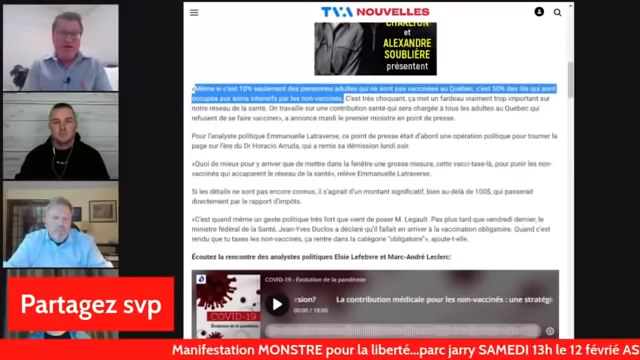 TVA NOUVELLES
CHARLYON
et
ALEXANDRE
SOUBLIÈRE
présentent
«Même si c'est 10% seulement des personnes adultes qui ne sont pas vaccinées au Québec, c'est 50% des lits qui sont
occupés aux soins intensifs par les non-vaccinés. C'est très choquant, ça met un fardeau vraiment trop important sur
notre réseau de la santé. On travaille sur une contribution santé qui sera chargée à tous les adultes au Québec qui
refusent de se faire vacciner», a annoncé mardi le premier ministre en point de presse.
Pour l'analyste politique Emmanuelle Latraverse, ce point de presse était d'abord une opération politique pour tourner la
page sur l'ère du Dr Horacio Arruda, qui a remis sa démission lundi soir.
«Quoi de mieux pour y arriver que de mettre dans la fenêtre une grosse mesure, cette vacci-taxe-là, pour punir les non-
vaccinés qui accaparent le réseau de la santé», relève Emmanuelle Latraverse.
Si les détails ne sont pas encore connus, il s'agirait d'un montant significatif, bien au-delà de 100$, qui passerait
directement par le rapport d'impôts.
«C'est quand même un geste politique très fort que vient de poser M. Legault. Pas plus tard que vendredi dernier, le
ministre fédéral de la Santé, Jean-Yves Duclos a déclaré qu'il fallait en arriver à la vaccination obligatoire. Quand c'est
rendu que tu taxes les non-vaccinés, ça rentre dans la catégorie "obligatoire"», ajoute-t-elle.
Écoutez la rencontre des analystes politiques Elsie Lefebvre et Marc-André Leclerc:
COVID-19 - Évolution de la pandémie
COVID-19
Évolution de la pandémie
ssion? La contribution médicale pour les non-vaccinés : une stratégi
00:00 / 18:05
Partagez svp
Manifestation MONSTRE pour la liberté...parc jarry SAMEDI 13h le 12 févrié AS